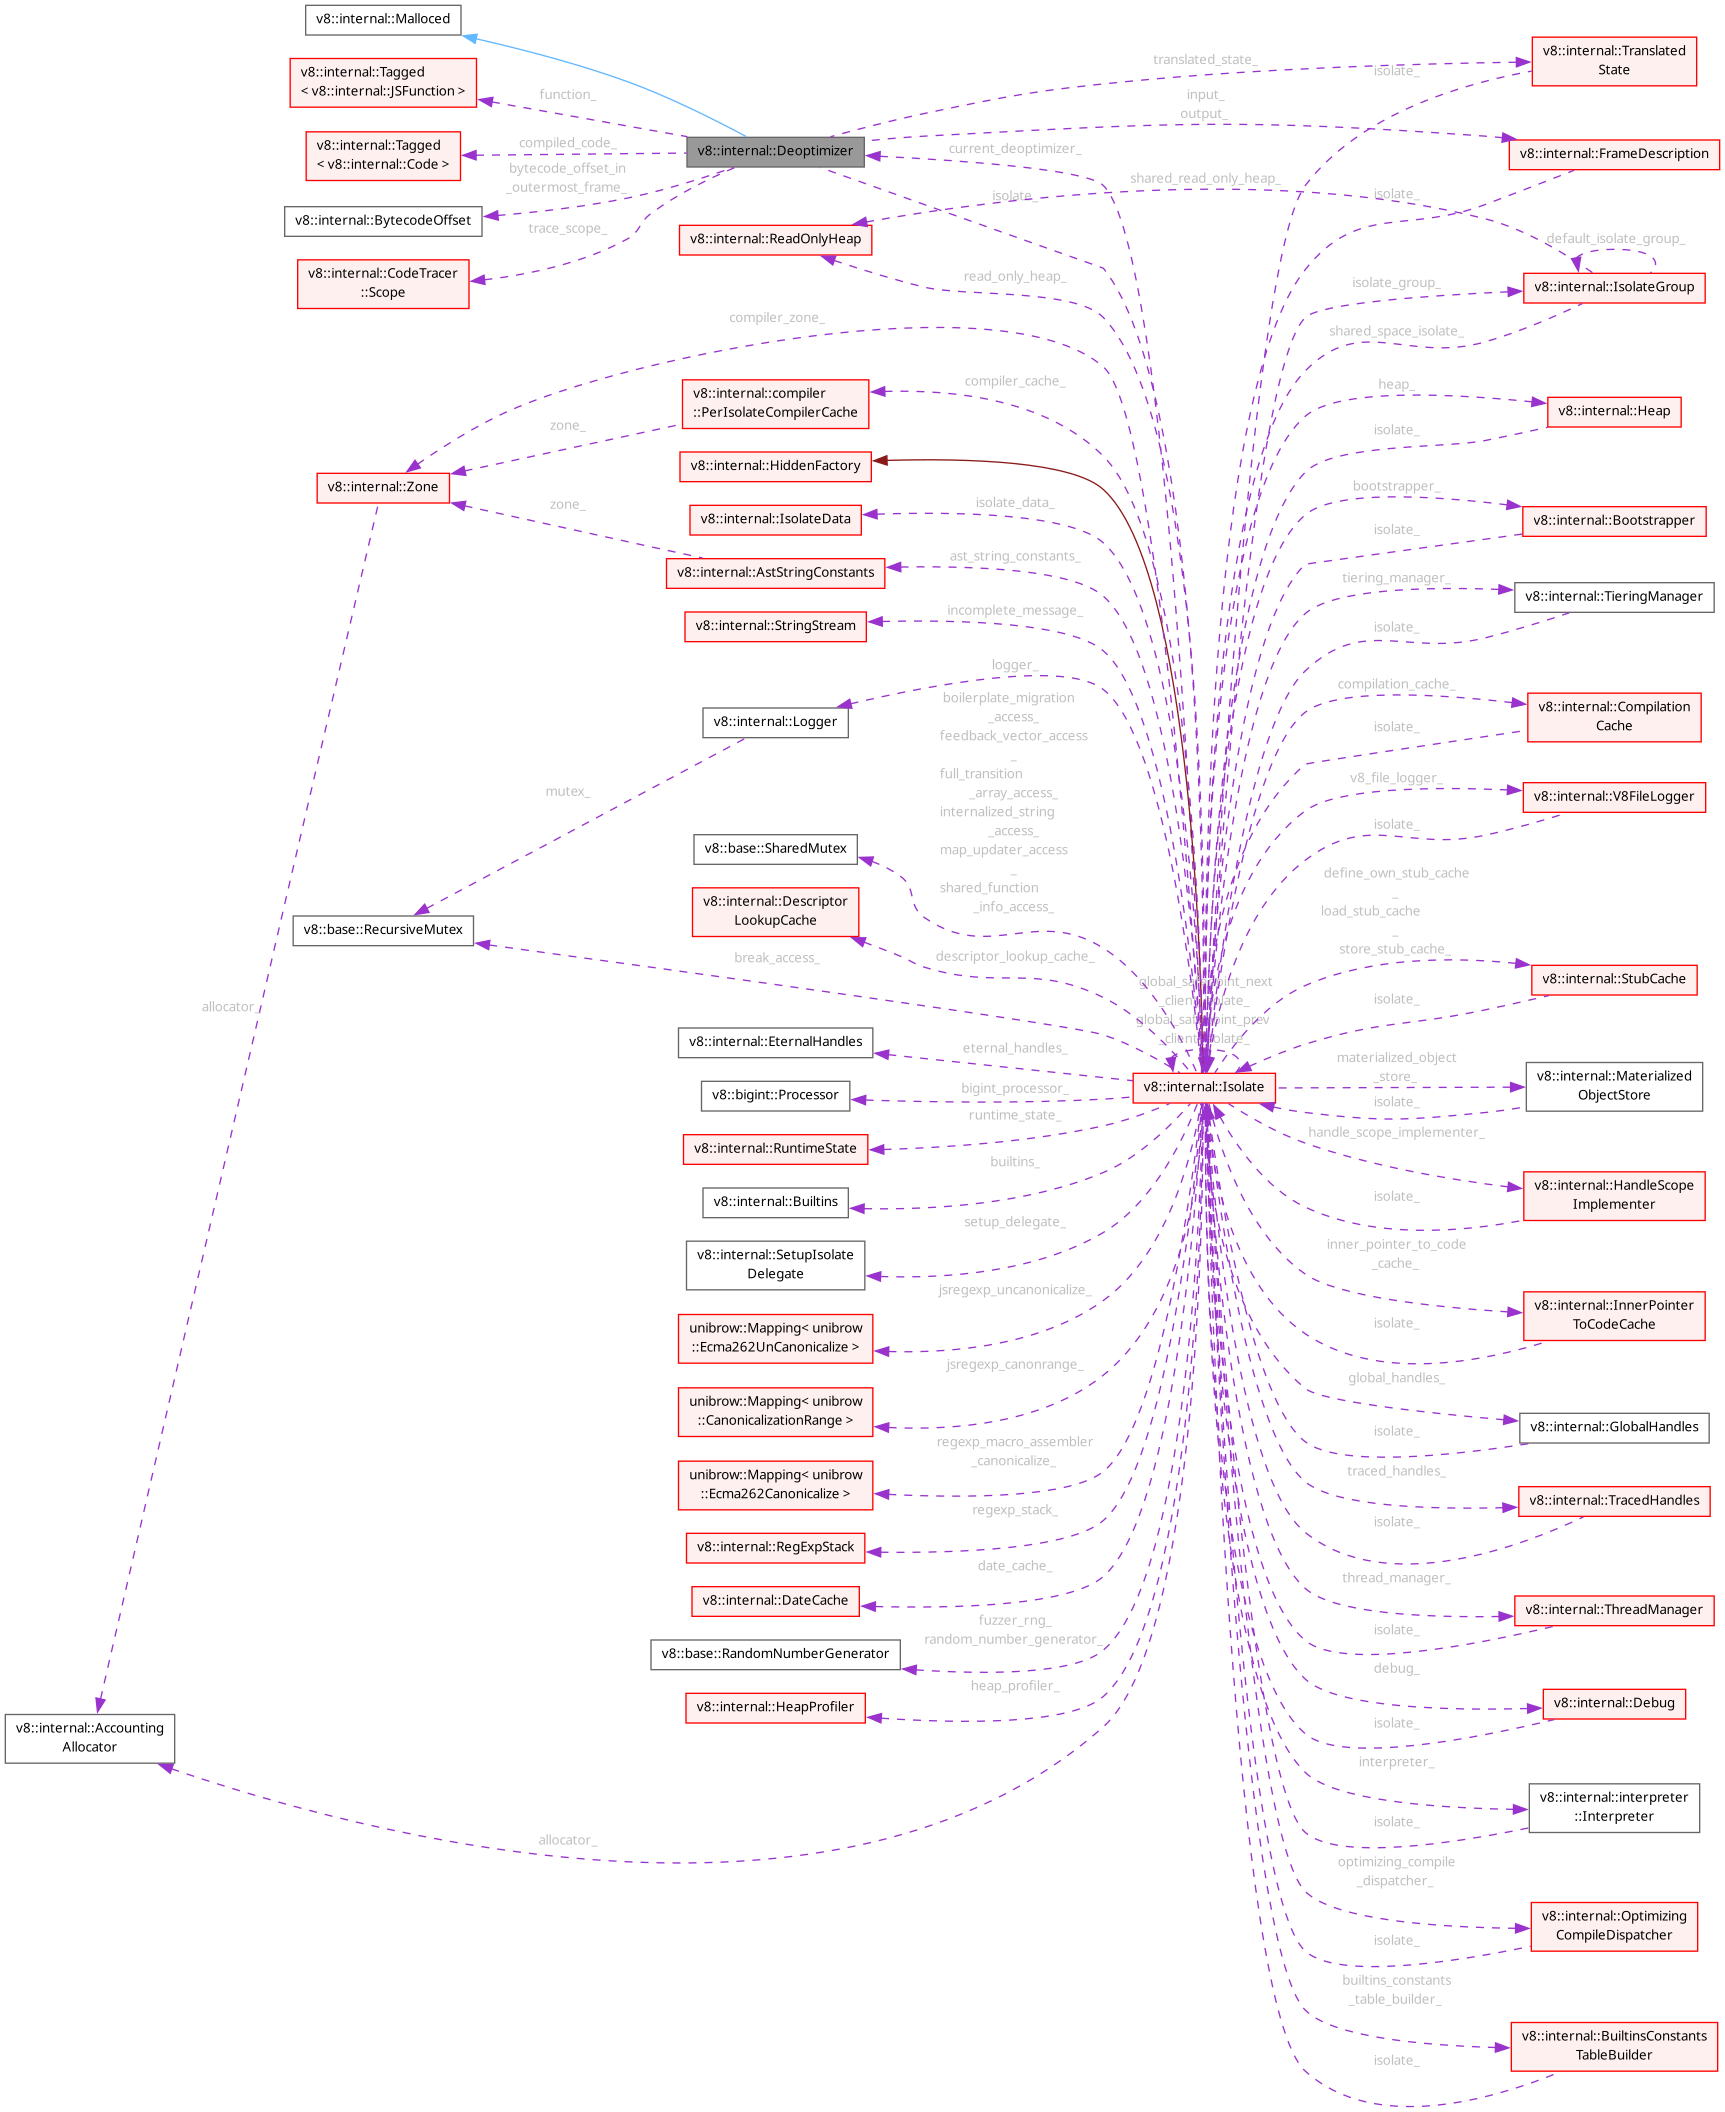 v8::internal::Malloced
v8::internal::Tagged
< v8::internal::JSFunction >
v8::internal::Tagged
< v8::internal::Code >
v8::internal::BytecodeOffset
v8::internal::CodeTracer
::Scope
function_
compiled_code_
bytecode_offset_in
_outermost_frame_
trace_scope_
v8::internal::Deoptimizer
v8::internal::ReadOnlyHeap
translated_state_
isolate_
input_
output_
current_deoptimizer_
isolate_
shared_read_only_heap_
isolate_
read_only_heap_
isolate_group_
shared_space_isolate_
default_isolate_group_
v8::internal::Translated
State
v8::internal::FrameDescription
v8::internal::IsolateGroup
compiler_zone_
v8::internal::compiler
::PerIsolateCompilerCache
compiler_cache_
zone_
v8::internal::HiddenFactory
v8::internal::Zone
v8::internal::IsolateData
isolate_data_
zone_
v8::internal::AstStringConstants
ast_string_constants_
v8::internal::StringStream
incomplete_message_
heap_
isolate_
v8::internal::Heap
bootstrapper_
isolate_
v8::internal::Bootstrapper
tiering_manager_
isolate_
v8::internal::TieringManager
compilation_cache_
isolate_
v8::internal::Compilation
Cache
v8_file_logger_
isolate_
v8::internal::V8FileLogger
logger_
v8::internal::Logger
mutex_
boilerplate_migration
_access_
feedback_vector_access
_
full_transition
_array_access_
internalized_string
_access_
map_updater_access
_
shared_function
_info_access_
v8::base::SharedMutex
v8::internal::Descriptor
LookupCache
descriptor_lookup_cache_
v8::base::RecursiveMutex
break_access_
allocator_
define_own_stub_cache
_
load_stub_cache
_
store_stub_cache_
isolate_
v8::internal::StubCache
global_safepoint_next
_client_isolate_
global_safepoint_prev
_client_isolate_
v8::internal::Isolate
v8::internal::EternalHandles
eternal_handles_
v8::bigint::Processor
bigint_processor_
v8::internal::RuntimeState
runtime_state_
v8::internal::Builtins
builtins_
v8::internal::SetupIsolate
Delegate
setup_delegate_
unibrow::Mapping< unibrow
::Ecma262UnCanonicalize >
jsregexp_uncanonicalize_
unibrow::Mapping< unibrow
::CanonicalizationRange >
jsregexp_canonrange_
unibrow::Mapping< unibrow
::Ecma262Canonicalize >
regexp_macro_assembler
_canonicalize_
v8::internal::RegExpStack
regexp_stack_
v8::internal::DateCache
date_cache_
v8::base::RandomNumberGenerator
fuzzer_rng_
random_number_generator_
v8::internal::HeapProfiler
heap_profiler_
v8::internal::Accounting
Allocator
allocator_
materialized_object
_store_
isolate_
v8::internal::Materialized
ObjectStore
handle_scope_implementer_
isolate_
v8::internal::HandleScope
Implementer
inner_pointer_to_code
_cache_
isolate_
v8::internal::InnerPointer
ToCodeCache
global_handles_
isolate_
v8::internal::GlobalHandles
traced_handles_
isolate_
v8::internal::TracedHandles
thread_manager_
isolate_
v8::internal::ThreadManager
debug_
isolate_
v8::internal::Debug
interpreter_
isolate_
v8::internal::interpreter
::Interpreter
optimizing_compile
_dispatcher_
isolate_
v8::internal::Optimizing
CompileDispatcher
builtins_constants
_table_builder_
isolate_
v8::internal::BuiltinsConstants
TableBuilder